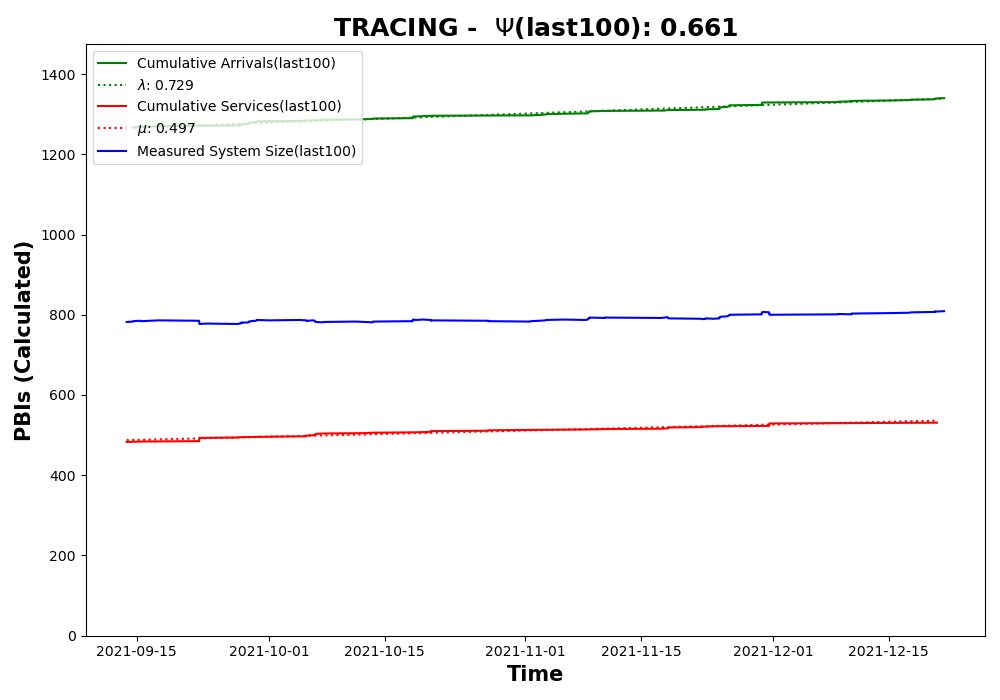 TRACING - Ψ(last100): 0.661
Cumulative Arrivals(last100)
λ: 0.729
Cumulative Services(last100)
μ: 0.497
Measured System Size(last100)
1400
1200
1000
800
600
400
200
0
PBIs (Calculated)
2021-09-15 2021-10-01 2021-10-15 2021-11-01 2021-11-15 2021-12-01 2021-12-15
Time